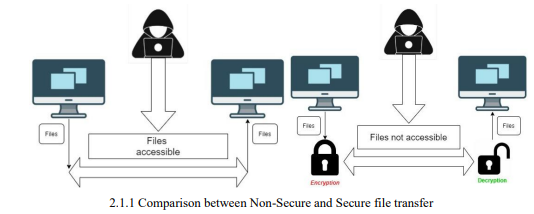 Files
Files
accessible
Files
Files
Files not accessible
Files
Encryption
Decryption
2.1.1 Comparison between Non-Secure and Secure file transfer